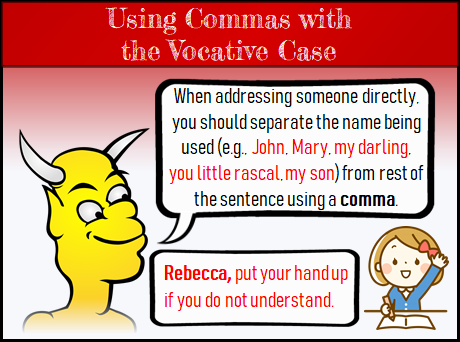 Using Commas with
the Vocative Case
When addressing someone directly,
you should separate the name being
used (e.g., John, Mary, my darling,
you little rascal, my son) from rest of
the sentence using a comma.
Rebecca, put your hand up
if you do not understand.